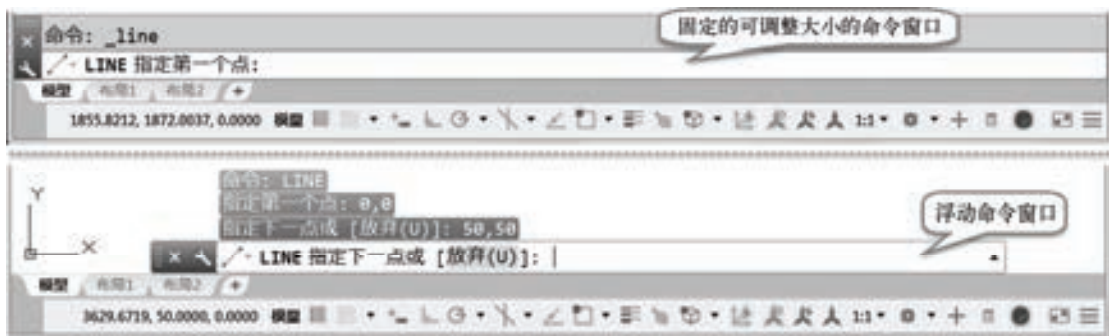 命令: _line
固定的可调整大小的命令窗口
LINE 指定第一个点:
模型 布局1 布局2 +
1855.8212, 1872.0037, 0.0000 模型 1:1
Y
命令: LINE
指定第一个点: 0,0
指定下一点或 [放弃(U)]: 50,50
浮动命令窗口
X
LINE 指定下一点或 [放弃(U)]:
模型 布局1 布局2 +
3629.6719, 50.0000, 0.0000 模型 1:1